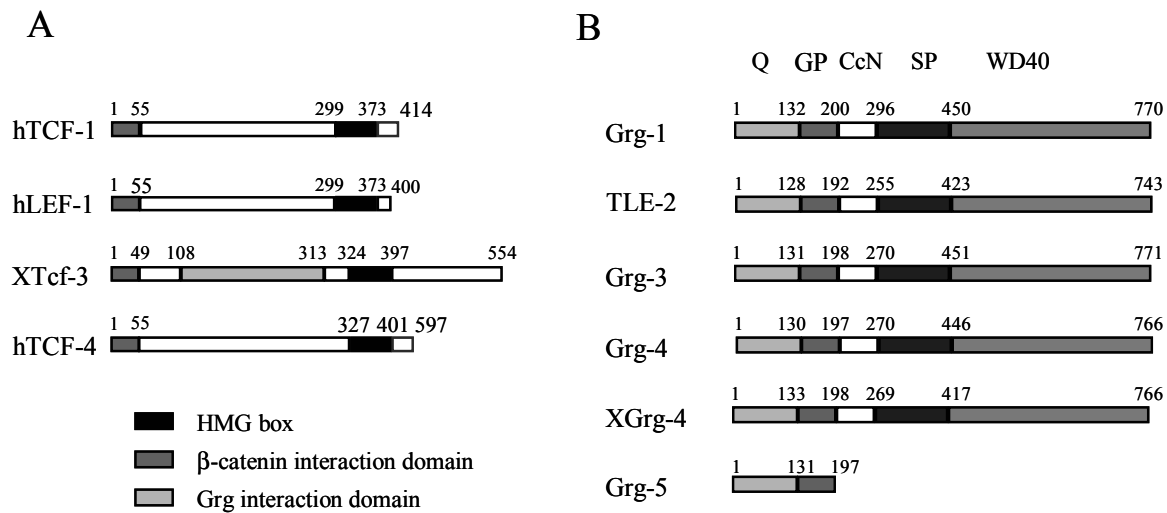 A
1 55 299 373 414
hTCF-1
1 55 299 373 400
hLEF-1
1 49 108 313 324 397 554
XTcf-3
1 55 327 401 597
hTCF-4
HMG box
β-catenin interaction domain
Grg interaction domain
B
Q GP CcN SP WD40
1 132 200 296 450 770
Grg-1
1 128 192 255 423 743
TLE-2
1 131 198 270 451 771
Grg-3
1 130 197 270 446 766
Grg-4
1 133 198 269 417 766
XGrg-4
1 131 197
Grg-5